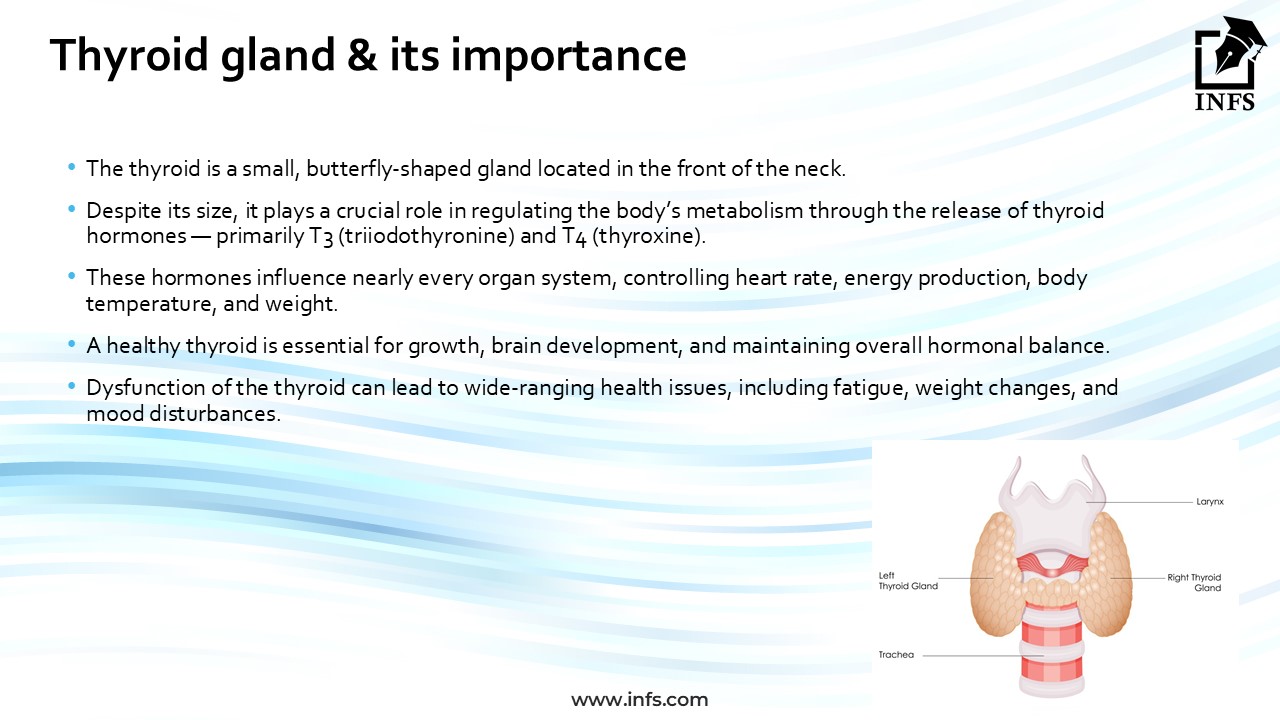 Thyroid gland & its importance
INFS
• The thyroid is a small, butterfly-shaped gland located in the front of the neck.
• Despite its size, it plays a crucial role in regulating the body’s metabolism through the release of thyroid
hormones — primarily T3 (triiodothyronine) and T4 (thyroxine).
• These hormones influence nearly every organ system, controlling heart rate, energy production, body
temperature, and weight.
• A healthy thyroid is essential for growth, brain development, and maintaining overall hormonal balance.
• Dysfunction of the thyroid can lead to wide-ranging health issues, including fatigue, weight changes, and
mood disturbances.
Larynx
Left
Thyroid Gland
Right Thyroid
Gland
Trachea
www.infs.com